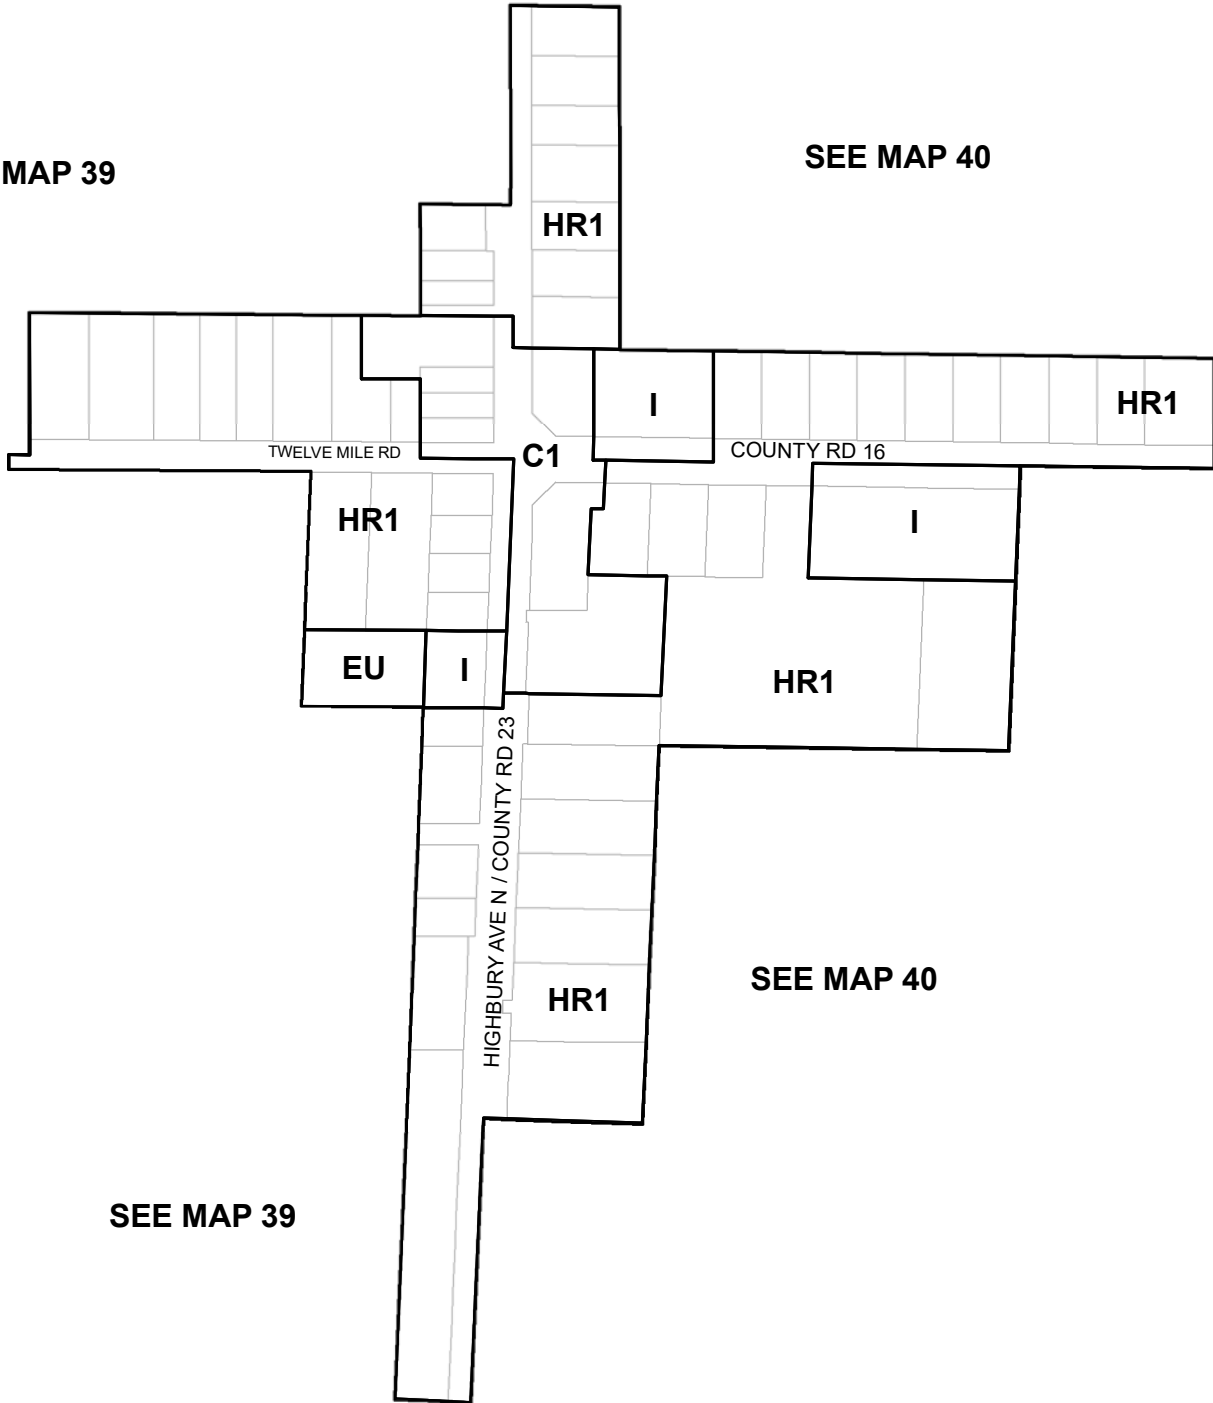 SEE MAP 40
MAP 39
HR1
HR1
I
TWELVE MILE RD
COUNTY RD 16
C1
HR1
I
EU
I
HR1
HIGHBURY AVE N / COUNTY RD 23
SEE MAP 40
HR1
SEE MAP 39